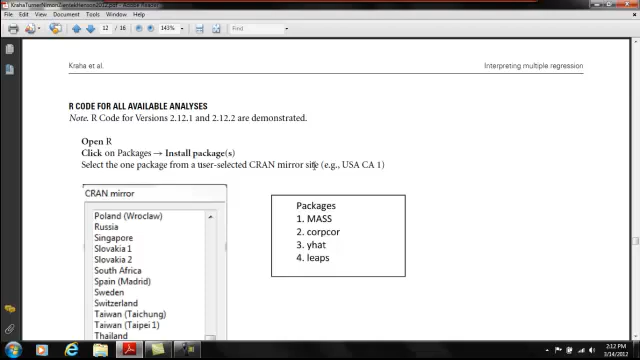 KrahaTurnerNimonZientekHenson2012.pdf - Adobe Reader
File Edit View Document Tools Window Help
12 / 16
143%
Find
Kraha et al.
Interpreting multiple regression
R CODE FOR ALL AVAILABLE ANALYSES
Note. R Code for Versions 2.12.1 and 2.12.2 are demonstrated.
Open R
Click on Packages → Install package(s)
Select the one package from a user-selected CRAN mirror site (e.g., USA CA 1)
CRAN mirror
Poland (Wroclaw)
Russia
Singapore
Slovakia 1
Slovakia 2
South Africa
Spain (Madrid)
Sweden
Switzerland
Taiwan (Taichung)
Taiwan (Taipei 1)
Thailand
Packages
1. MASS
2. corpcor
3. yhat
4. leaps
2:12 PM
3/14/2012